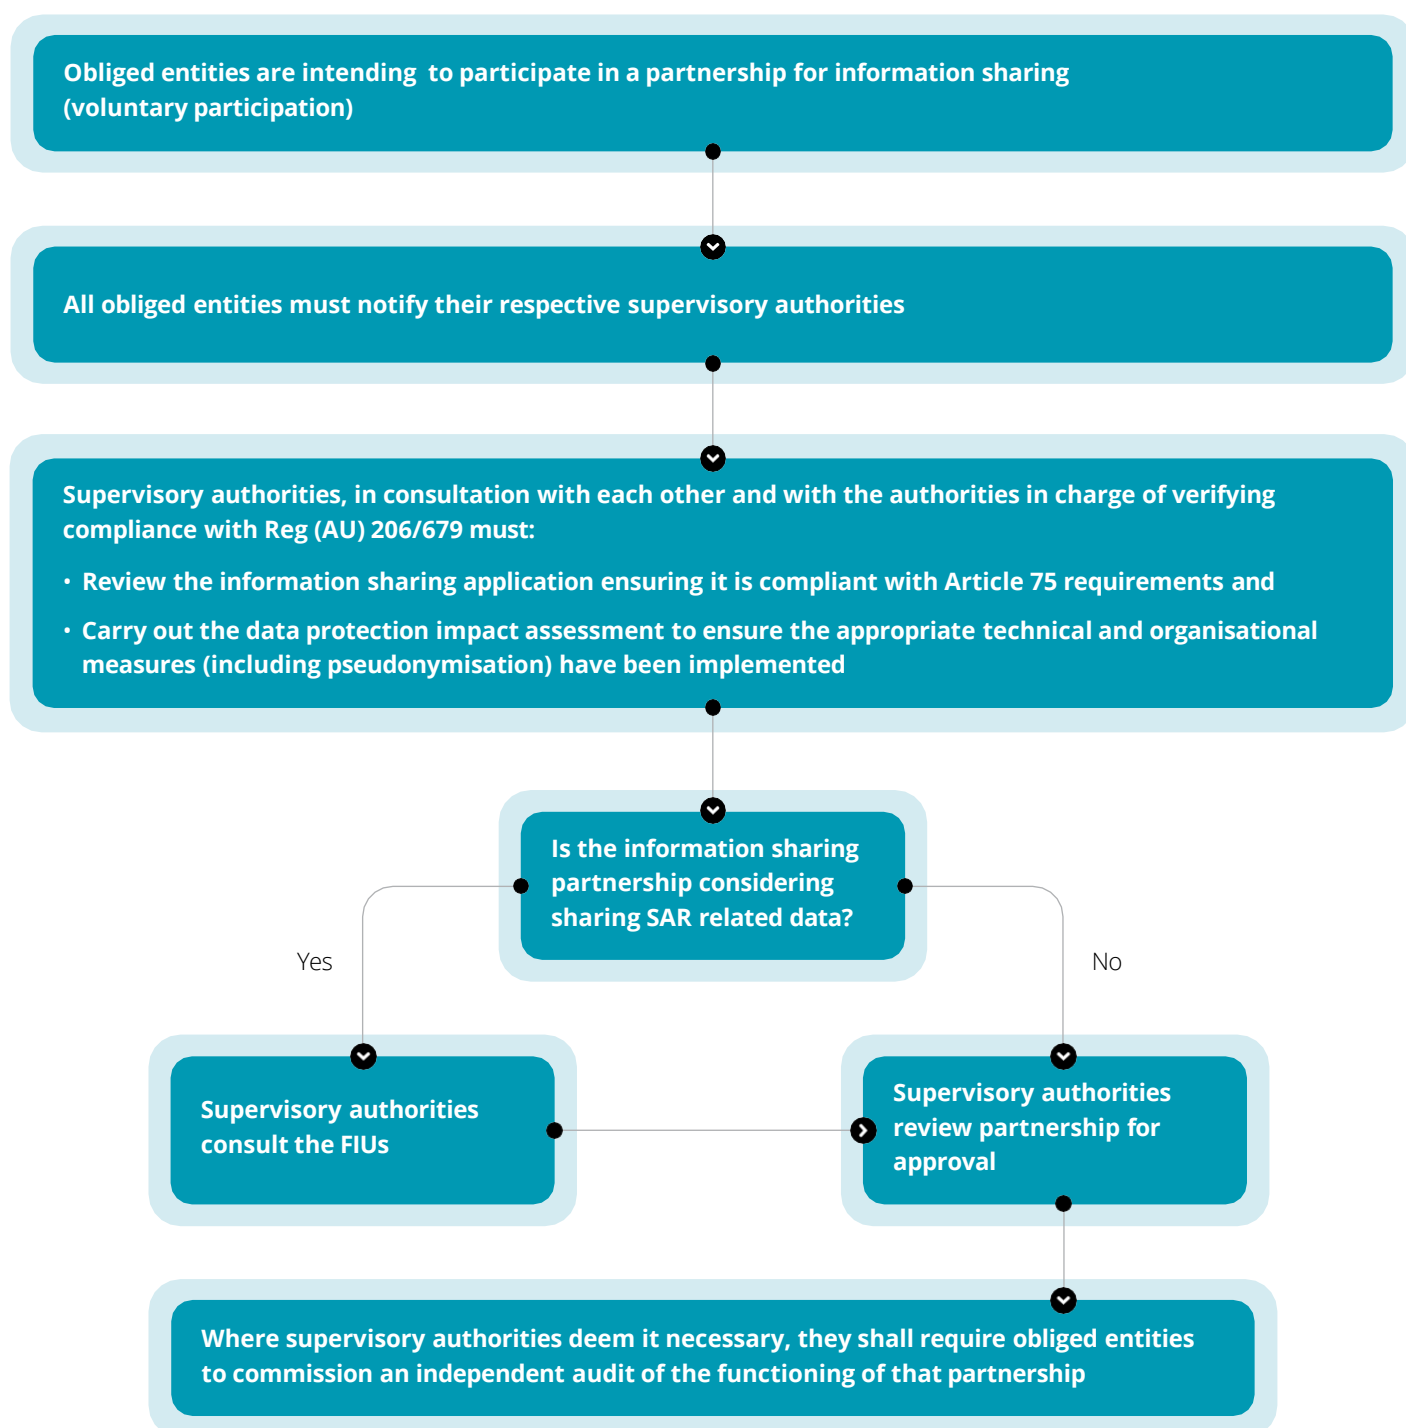 Obliged entities are intending to participate in a partnership for information sharing
(voluntary participation)
All obliged entities must notify their respective supervisory authorities
Supervisory authorities, in consultation with each other and with the authorities in charge of verifying
compliance with Reg (AU) 206/679 must:
• Review the information sharing application ensuring it is compliant with Article 75 requirements and
• Carry out the data protection impact assessment to ensure the appropriate technical and organisational
measures (including pseudonymisation) have been implemented
Is the information sharing
partnership considering
sharing SAR related data?
Yes
No
Supervisory authorities
consult the FIUs
Supervisory authorities
review partnership for
approval
Where supervisory authorities deem it necessary, they shall require obliged entities
to commission an independent audit of the functioning of that partnership